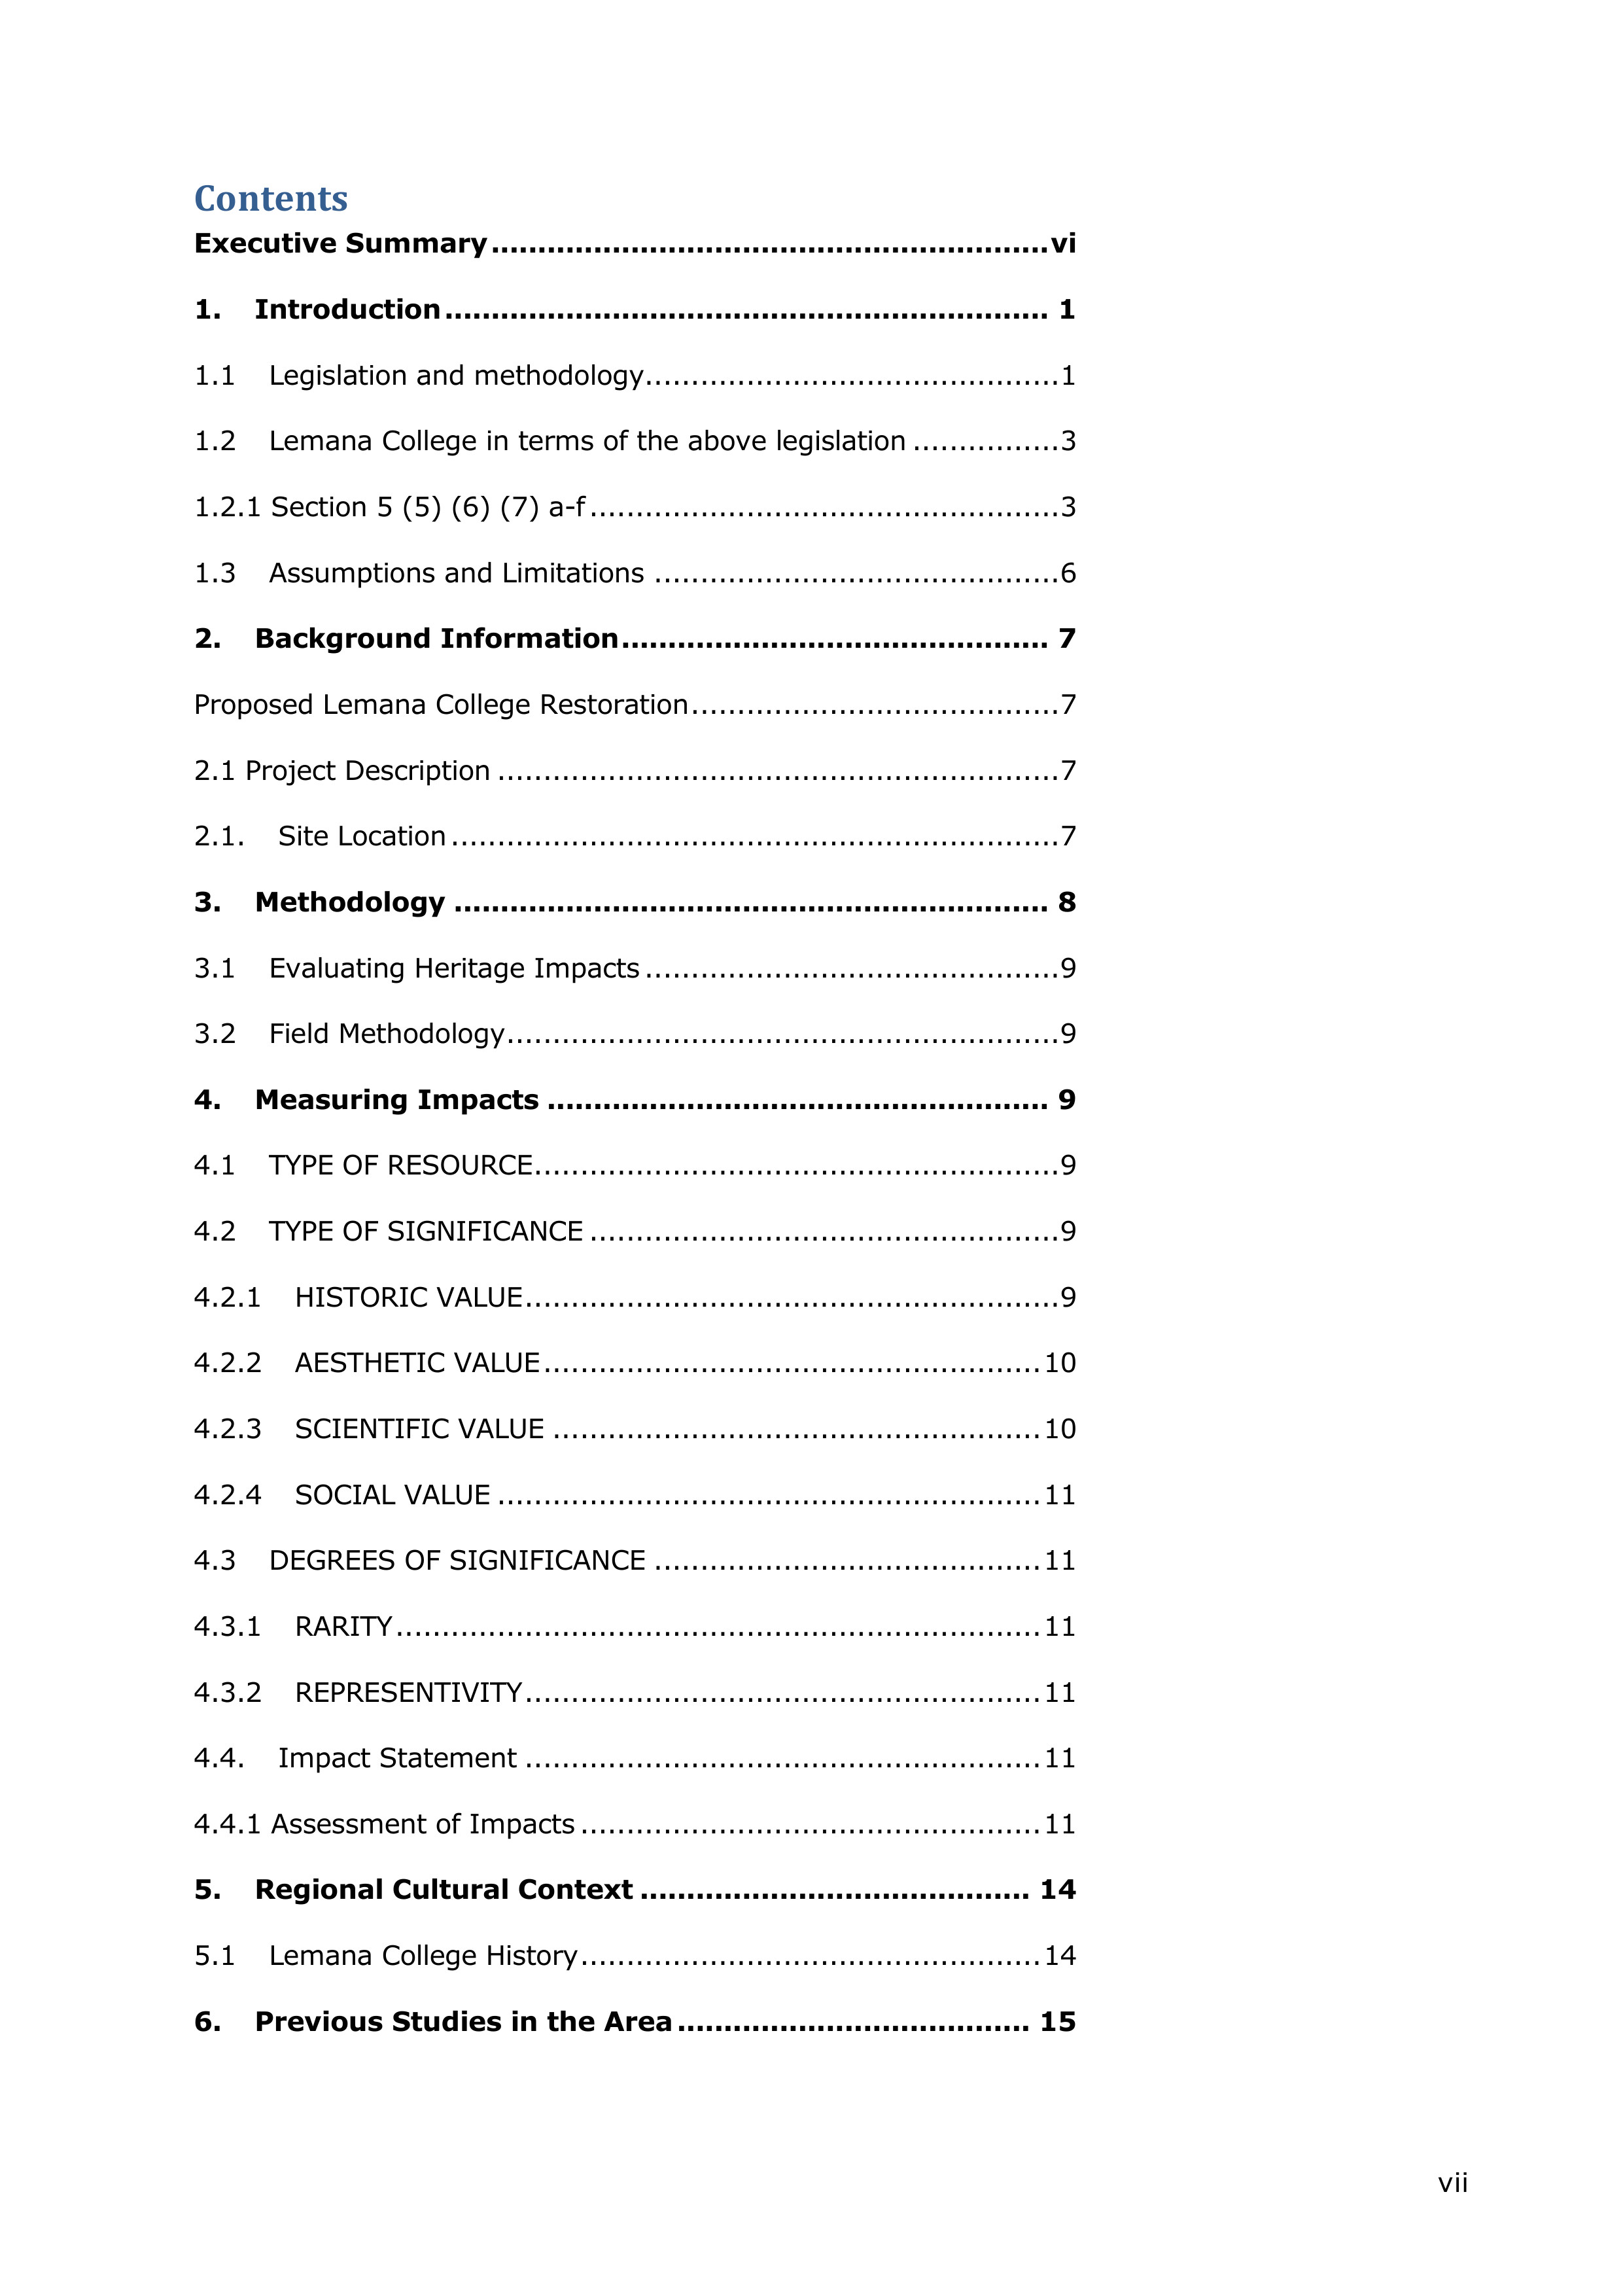 Contents
Executive Summary............................................................vi
1. Introduction................................................................. 1
1.1 Legislation and methodology.............................................1
1.2 Lemana College in terms of the above legislation ................3
1.2.1 Section 5 (5) (6) (7) a-f...................................................3
1.3 Assumptions and Limitations ............................................6
2. Background Information.............................................. 7
Proposed Lemana College Restoration........................................7
2.1 Project Description .............................................................7
2.1. Site Location..................................................................7
3. Methodology ................................................................ 8
3.1 Evaluating Heritage Impacts.............................................9
3.2 Field Methodology............................................................9
4. Measuring Impacts ...................................................... 9
4.1 TYPE OF RESOURCE.........................................................9
4.2 TYPE OF SIGNIFICANCE ...................................................9
4.2.1 HISTORIC VALUE..........................................................9
4.2.2 AESTHETIC VALUE......................................................10
4.2.3 SCIENTIFIC VALUE .....................................................10
4.2.4 SOCIAL VALUE ...........................................................11
4.3 DEGREES OF SIGNIFICANCE ..........................................11
4.3.1 RARITY......................................................................11
4.3.2 REPRESENTIVITY........................................................11
4.4. Impact Statement ........................................................11
4.4.1 Assessment of Impacts ..................................................11
5. Regional Cultural Context.......................................... 14
5.1 Lemana College History..................................................14
6. Previous Studies in the Area...................................... 15
vii